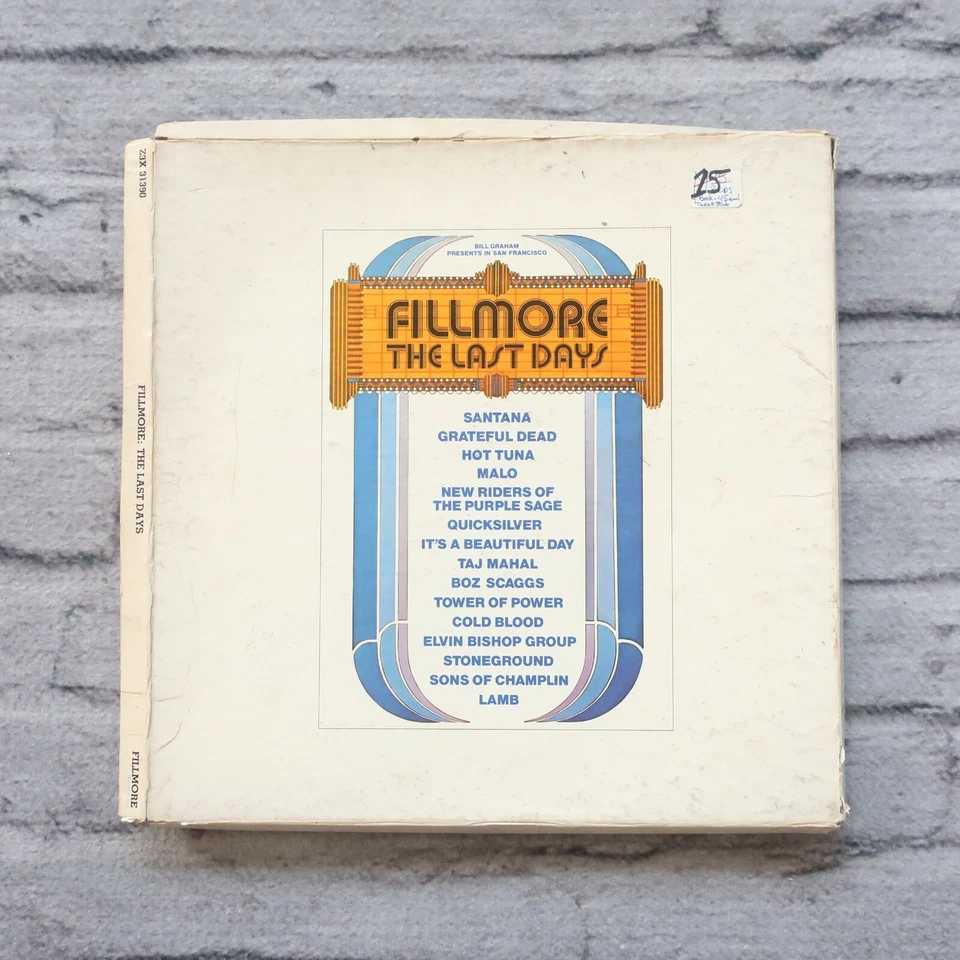 Z3X 31390
FILLMORE: THE LAST DAYS
FILLMORE
25
BILL GRAHAM
PRESENTS IN SAN FRANCISCO
FILLMORE
THE LAST DAYS
SANTANA
GRATEFUL DEAD
HOT TUNA
MALO
NEW RIDERS OF
THE PURPLE SAGE
QUICKSILVER
IT'S A BEAUTIFUL DAY
TAJ MAHAL
BOZ SCAGGS
TOWER OF POWER
COLD BLOOD
ELVIN BISHOP GROUP
STONEGROUND
SONS OF CHAMPLIN
LAMB